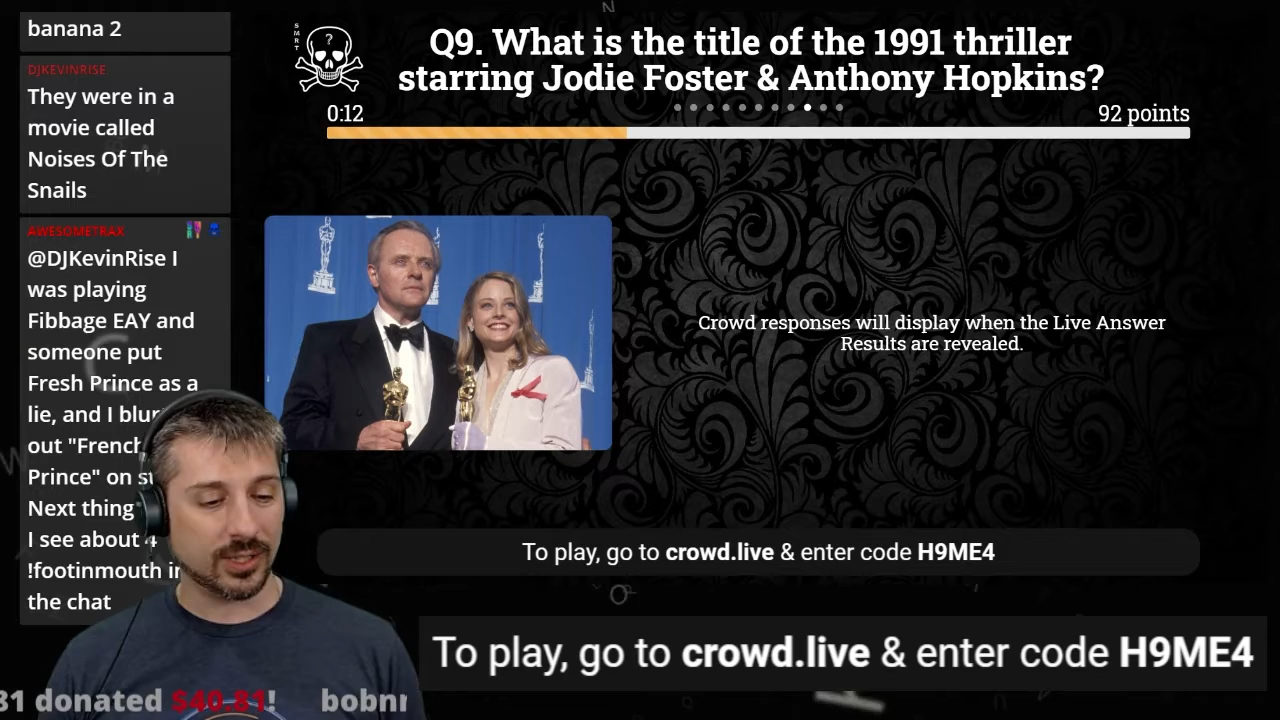 banana 2
DJKEVINRISE
They were in a
movie called
Noises Of The
Snails
AWESOMETRAX
@DJKevinRise I
was playing
Fibbage EAY and
someone put
Fresh Prince as a
lie, and I
out "French
Prince" on
Next thing
I see about
!footinmouth
the chat
SMRT
?
Q9. What is the title of the 1991 thriller
starring Jodie Foster & Anthony Hopkins?
0:12
92 points
Crowd responses will display when the Live Answer
Results are revealed.
To play, go to crowd.live & enter code H9ME4
To play, go to crowd.live & enter code H9ME4
31 donated $40.81!